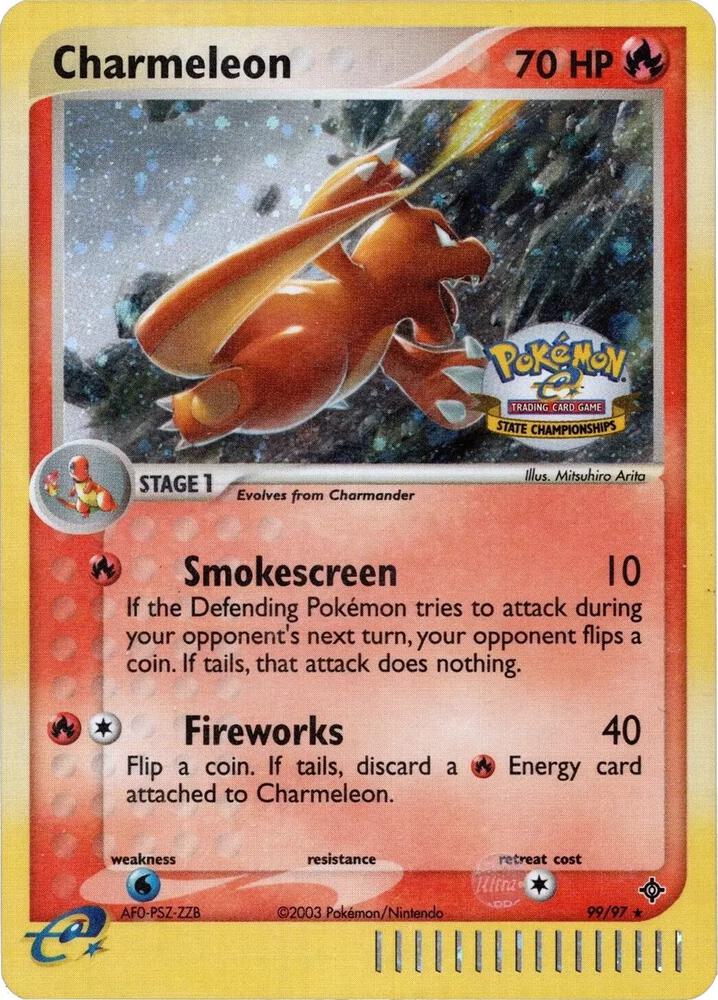 Charmeleon 70 HP
POKéMON
e
TRADING CARD GAME
STATE CHAMPIONSHIPS
Illus. Mitsuhiro Arita
STAGE 1
Evolves from Charmander
Smokescreen 10
If the Defending Pokémon tries to attack during
your opponent's next turn, your opponent flips a
coin. If tails, that attack does nothing.
Fireworks 40
Flip a coin. If tails, discard a Energy card
attached to Charmeleon.
weakness resistance retreat cost
AF0-PSZ-ZZB ©2003 Pokémon/Nintendo 99/97 ★
e